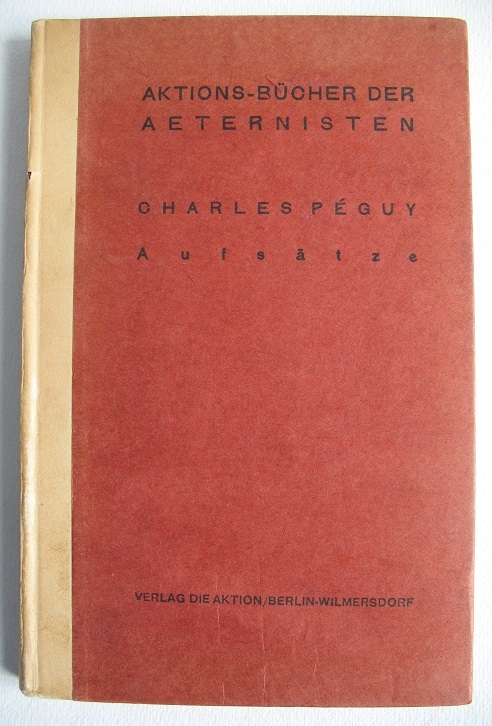 AKTIONS-BÜCHER DER
AETERNISTEN
CHARLES PÉGUY
Aufsätze
VERLAG DIE AKTION/BERLIN-WILMERSDORF